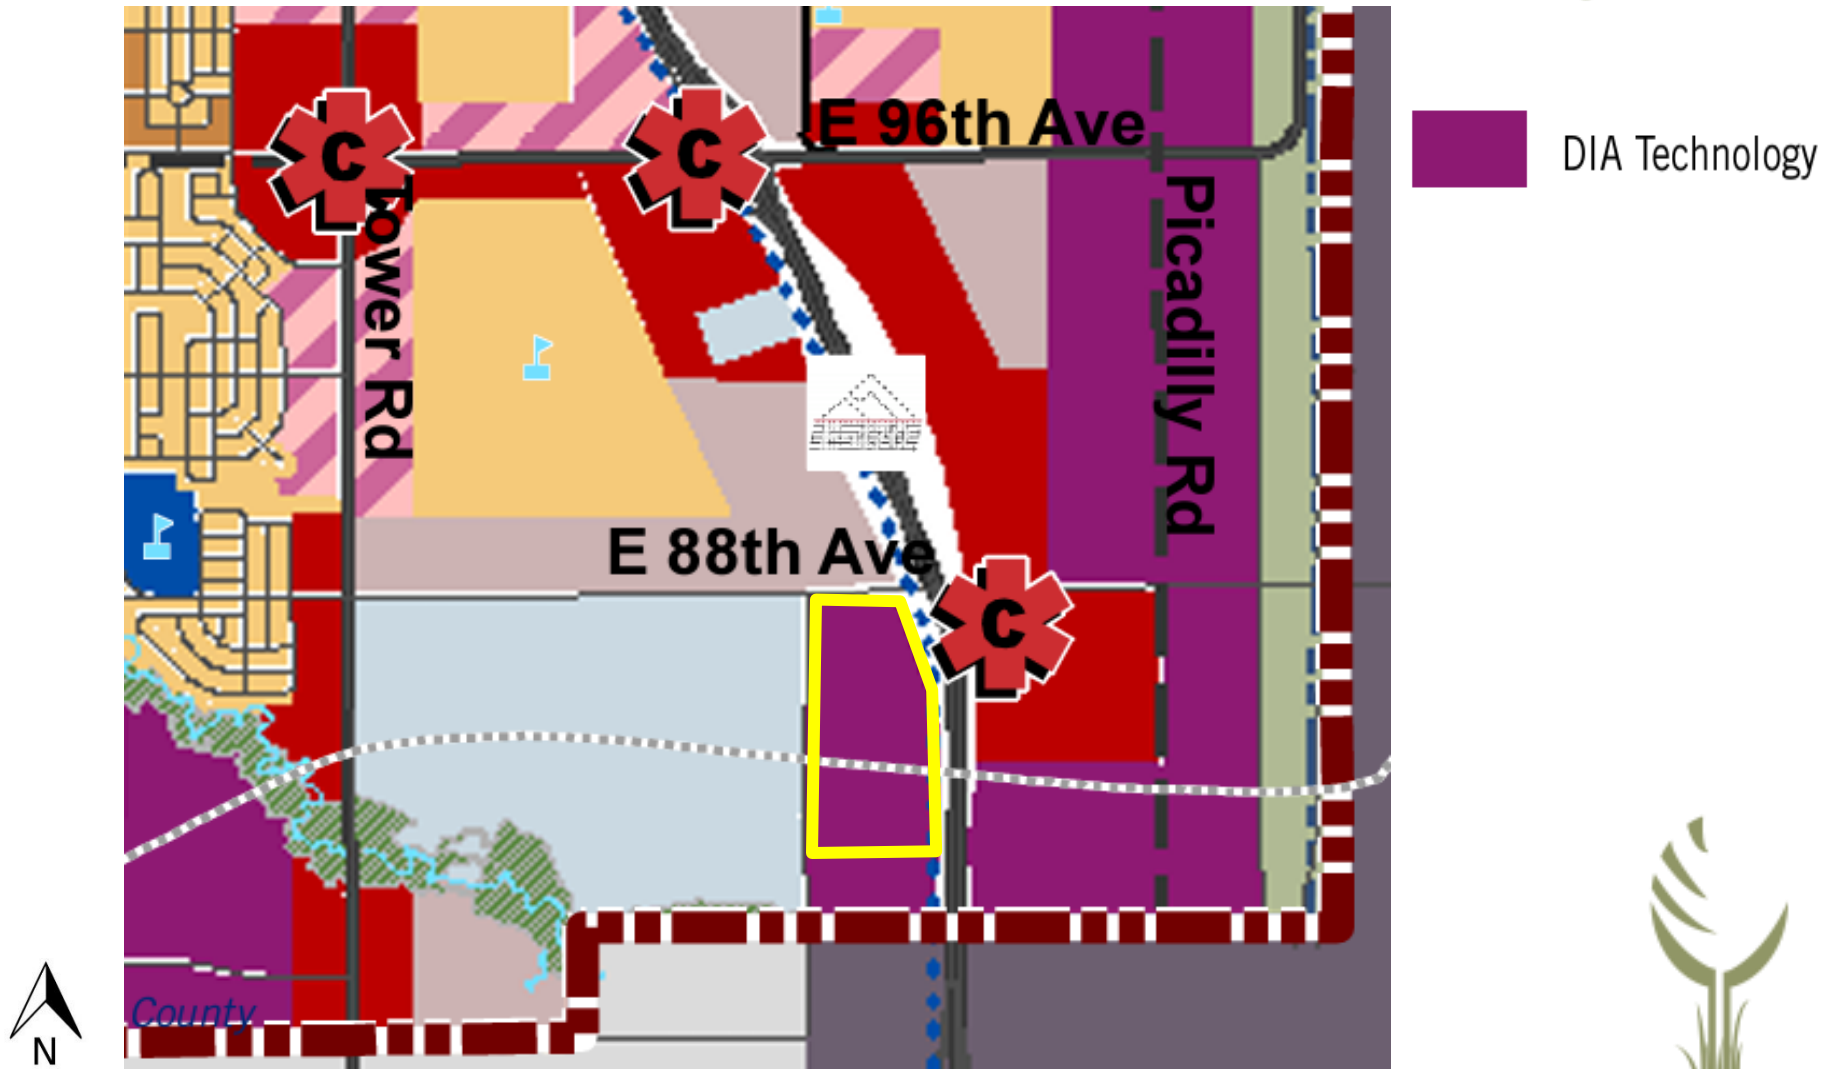 E 96th Ave
DIA Technology
C
C
Tower Rd
Picadilly Rd
E 88th Ave
C
County
N